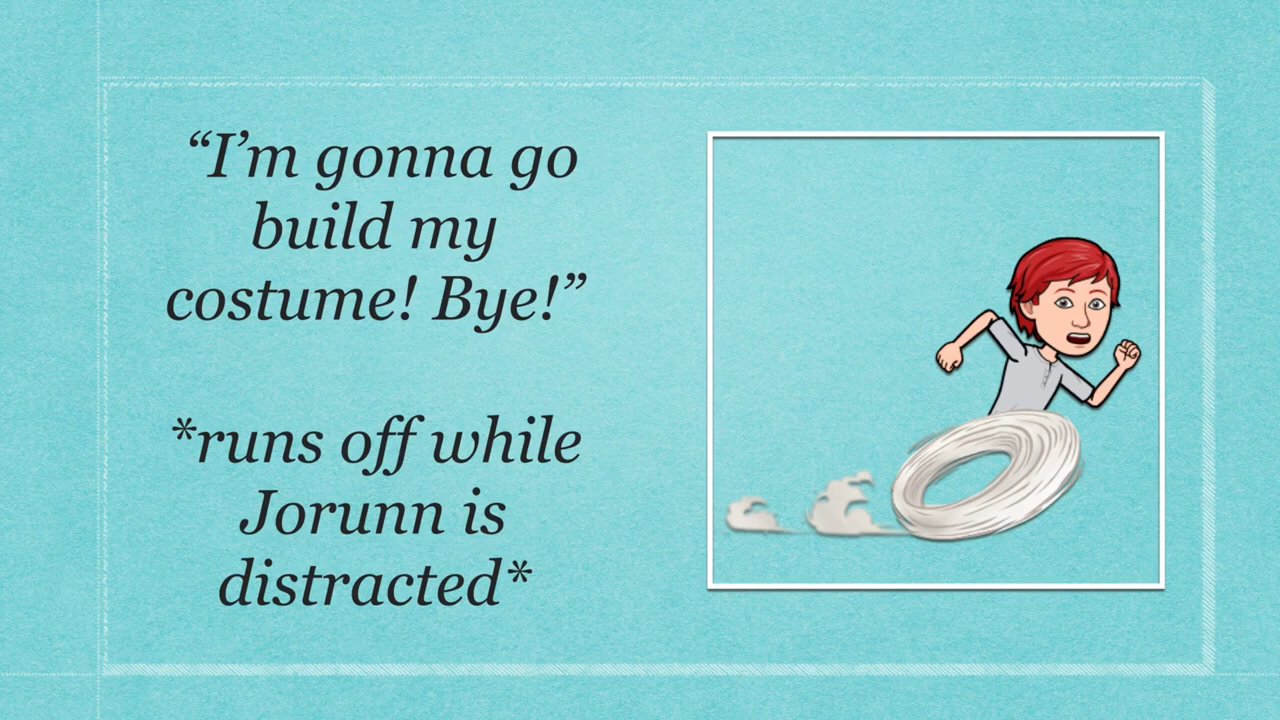 “I’m gonna go
build my
costume! Bye!”
*runs off while
Jorunn is
distracted*